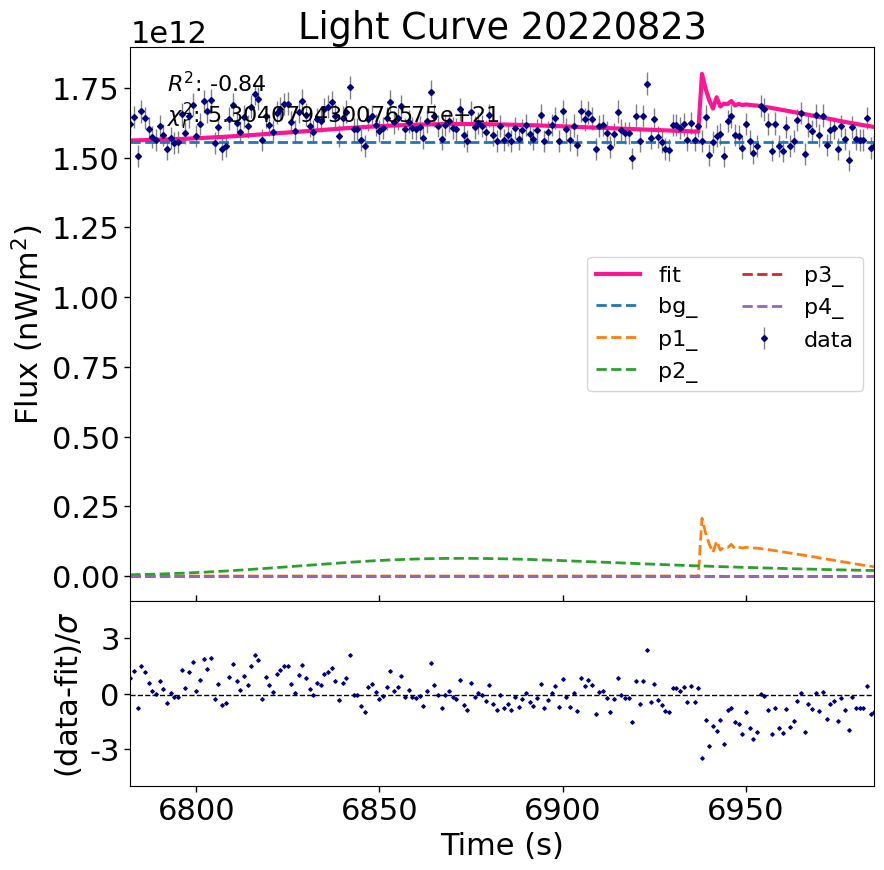 Light Curve 20220823
1e12
R²: -0.84
χ²ᵣ: 5.304079430076575e+21
1.75
1.50
1.25
1.00
0.75
0.50
0.25
0.00
Flux (nW/m²)
fit
bg_
p1_
p2_
p3_
p4_
data
3
0
-3
(data-fit)/σ
6800
6850
6900
6950
Time (s)